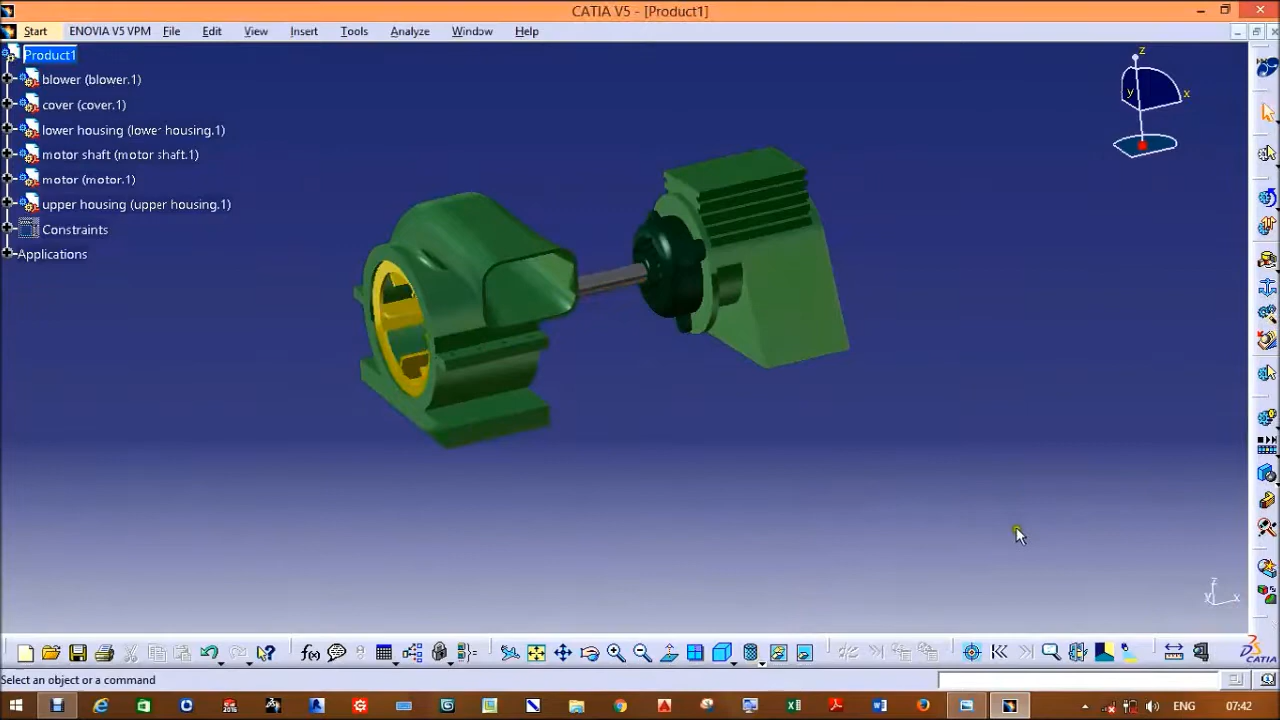 CATIA V5 - [Product1]
Start ENOVIA V5 VPM File Edit View Insert Tools Analyze Window Help
Product1
blower (blower.1)
cover (cover.1)
lower housing (lower housing.1)
motor shaft (motor shaft.1)
motor (motor.1)
upper housing (upper housing.1)
Constraints
Applications
z
y x
z
y x
f(x)
CATIA
Select an object or a command
ENG 07:42